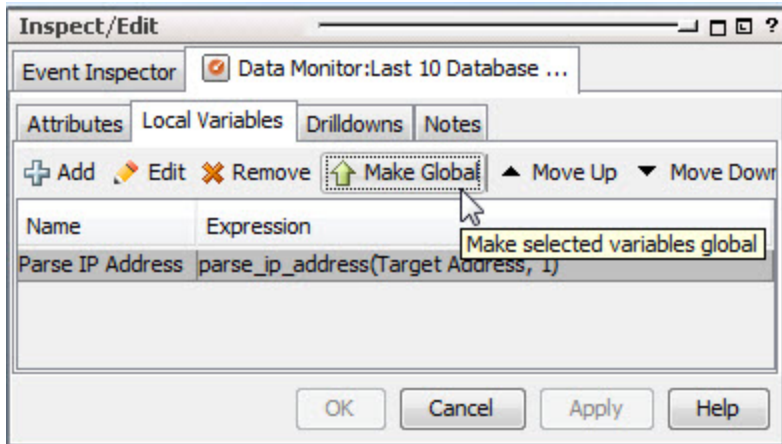 Inspect/Edit ?
Event Inspector Data Monitor:Last 10 Database ...
Attributes Local Variables Drilldowns Notes
Add Edit Remove Make Global Move Up Move Down
Name Expression
Make selected variables global
Parse IP Address parse_ip_address(Target Address, 1)
OK Cancel Apply Help